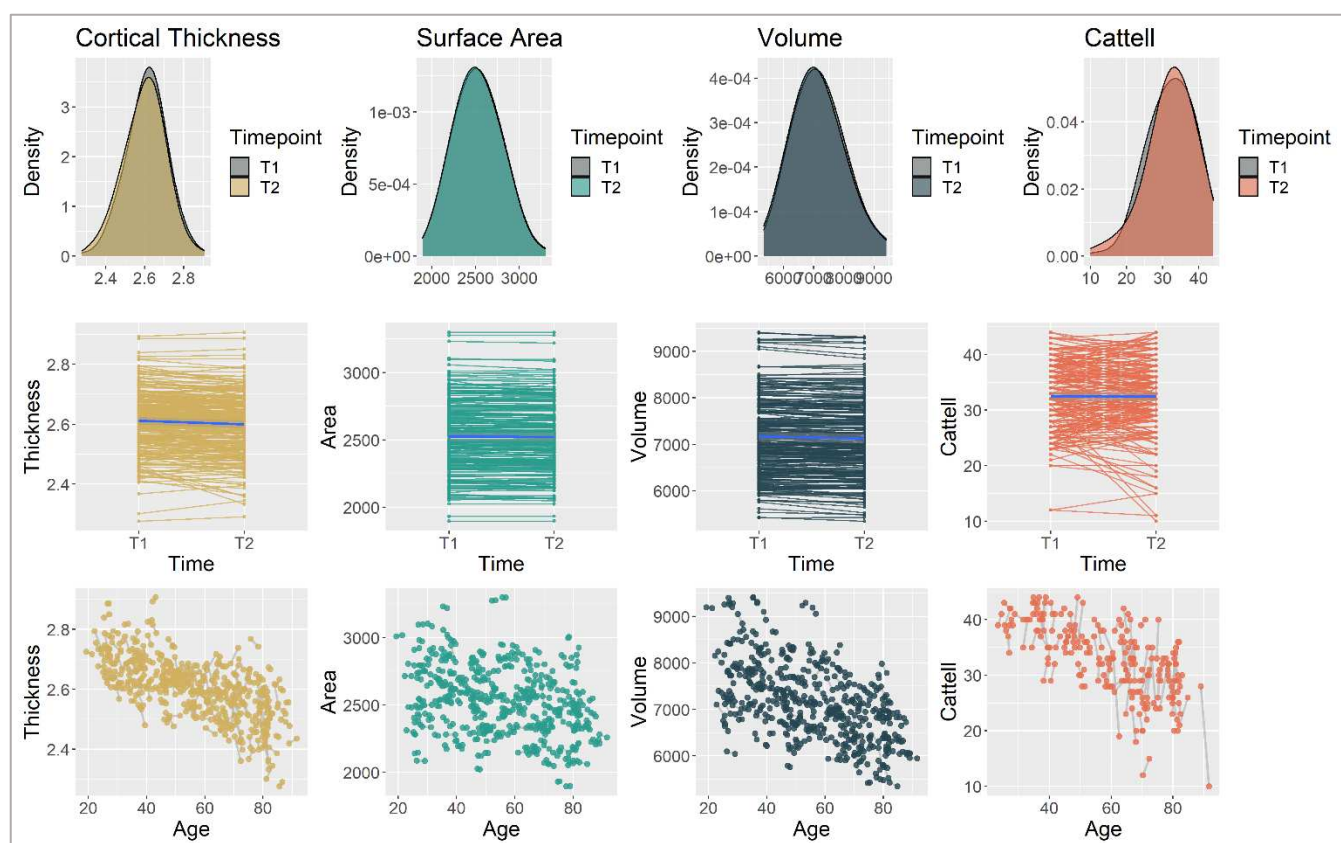 Cortical Thickness
Surface Area
Volume
Cattell
Density
3
2
1
0
2.4
2.6
2.8
Timepoint
T1
T2
Density
1e-03
5e-04
0e+00
2000
2500
3000
Timepoint
T1
T2
Density
4e-04
4e-04
1e-04
0e+00
6000
7000
8000
9000
Timepoint
T1
T2
Density
0.04
0.02
0.00
10
20
30
40
Timepoint
T1
T2
Thickness
2.8
2.6
2.4
T1
T2
Time
Area
3000
2500
2000
T1
T2
Time
Volume
9000
8000
7000
6000
T1
T2
Time
Cattell
40
30
20
10
T1
T2
Time
Thickness
2.8
2.6
2.4
20
40
60
80
Age
Area
3000
2500
2000
20
40
60
80
Age
Volume
9000
8000
7000
6000
20
40
60
80
Age
Cattell
40
30
20
10
40
60
80
Age